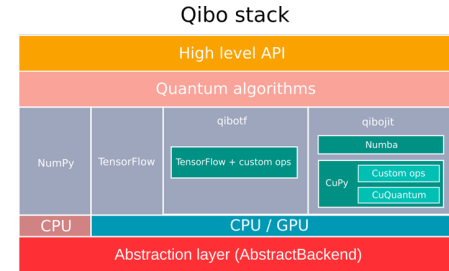 Qibo stack
High level API
Quantum algorithms
NumPy
TensorFlow
qibotf
TensorFlow + custom ops
qibojit
Numba
CuPy
Custom ops
CuQuantum
CPU
CPU / GPU
Abstraction layer (AbstractBackend)